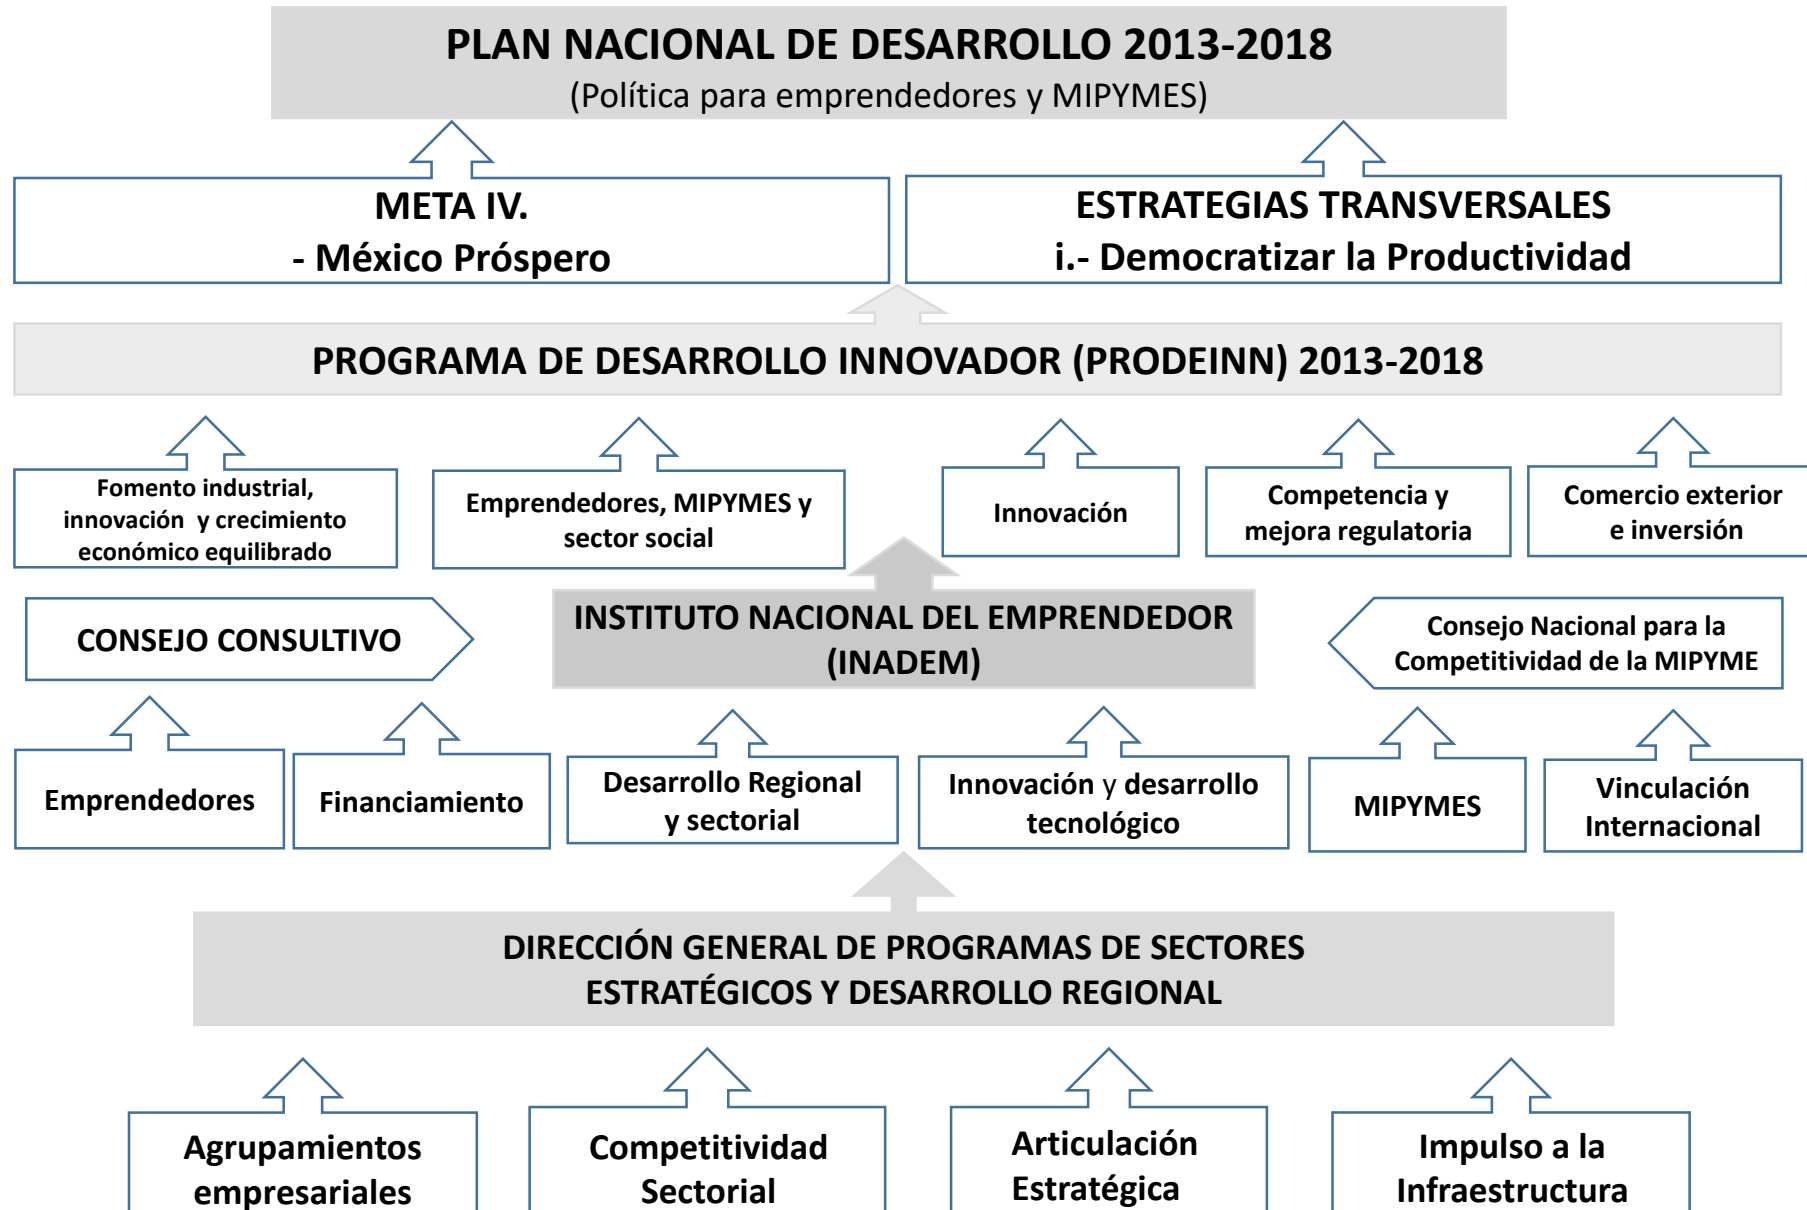 PLAN NACIONAL DE DESARROLLO 2013-2018
(Política para emprendedores y MIPYMES)
META IV.
- México Próspero
ESTRATEGIAS TRANSVERSALES
i.- Democratizar la Productividad
PROGRAMA DE DESARROLLO INNOVADOR (PRODEINN) 2013-2018
Fomento industrial,
innovación y crecimiento
económico equilibrado
Emprendedores, MIPYMES y
sector social
Innovación
Competencia y
mejora regulatoria
Comercio exterior
e inversión
CONSEJO CONSULTIVO
INSTITUTO NACIONAL DEL EMPRENDEDOR
(INADEM)
Consejo Nacional para la
Competitividad de la MIPYME
Emprendedores
Financiamiento
Desarrollo Regional
y sectorial
Innovación y desarrollo
tecnológico
MIPYMES
Vinculación
Internacional
DIRECCIÓN GENERAL DE PROGRAMAS DE SECTORES
ESTRATÉGICOS Y DESARROLLO REGIONAL
Agrupamientos
empresariales
Competitividad
Sectorial
Articulación
Estratégica
Impulso a la
Infraestructura